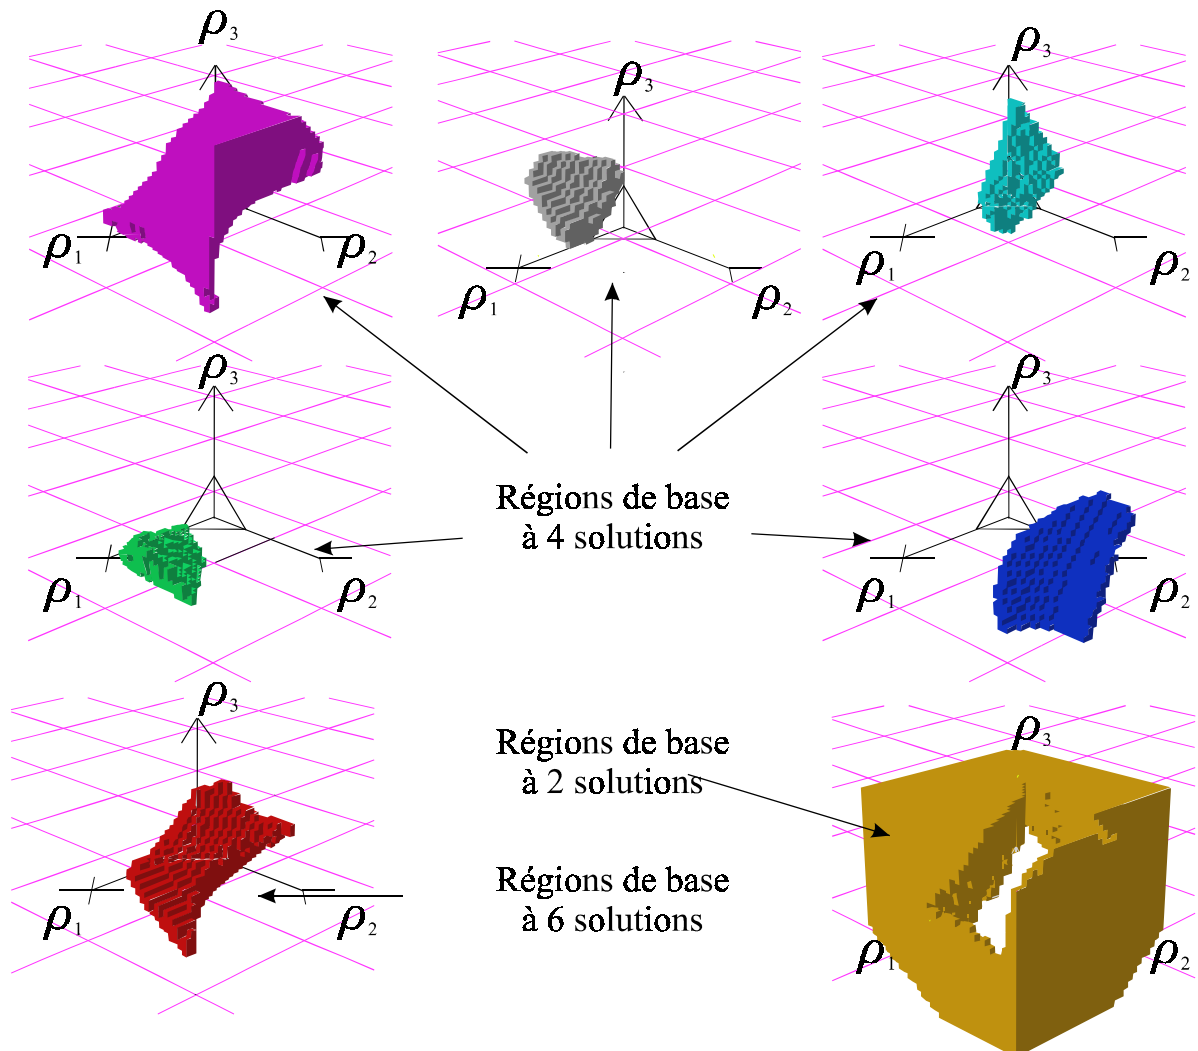 ρ3
ρ1
ρ2
ρ3
ρ1
ρ2
ρ3
ρ1
ρ2
ρ3
ρ1
ρ2
Régions de base
à 4 solutions
ρ3
ρ1
ρ2
ρ3
ρ1
ρ2
Régions de base
à 2 solutions
Régions de base
à 6 solutions
ρ3
ρ1
ρ2